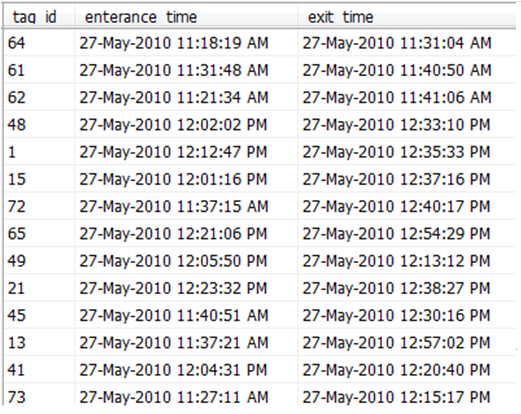 tag_id enterance_time exit_time
64 27-May-2010 11:18:19 AM 27-May-2010 11:31:04 AM
61 27-May-2010 11:31:48 AM 27-May-2010 11:40:50 AM
62 27-May-2010 11:21:34 AM 27-May-2010 11:41:06 AM
48 27-May-2010 12:02:02 PM 27-May-2010 12:33:10 PM
1 27-May-2010 12:12:47 PM 27-May-2010 12:35:33 PM
15 27-May-2010 12:01:16 PM 27-May-2010 12:37:16 PM
72 27-May-2010 11:37:15 AM 27-May-2010 12:40:17 PM
65 27-May-2010 12:21:06 PM 27-May-2010 12:54:29 PM
49 27-May-2010 12:05:50 PM 27-May-2010 12:13:12 PM
21 27-May-2010 12:23:32 PM 27-May-2010 12:38:27 PM
45 27-May-2010 11:40:51 AM 27-May-2010 12:30:16 PM
13 27-May-2010 11:37:21 AM 27-May-2010 12:57:02 PM
41 27-May-2010 12:04:31 PM 27-May-2010 12:20:40 PM
73 27-May-2010 11:27:11 AM 27-May-2010 12:15:17 PM